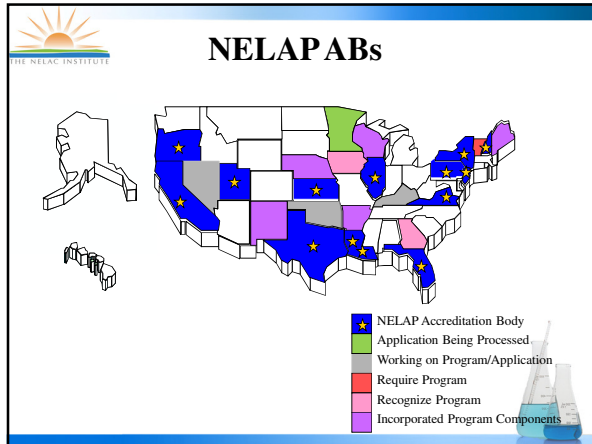 THE NELAC INSTITUTE
NELAP ABs
NELAP Accreditation Body
Application Being Processed
Working on Program/Application
Require Program
Recognize Program
Incorporated Program Components